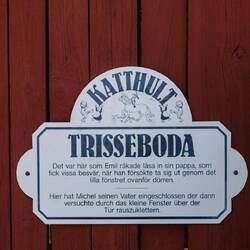 KATTHULT
TRISSEBODA
Det var här som Emil råkade låsa in sin pappa, som
fick vissa besvär, när han försökte ta sig ut genom det
lilla fönstret ovanför dörren.
Hier hat Michel seinen Vater eingeschlossen der dann
versuchte durch das kleine Fenster über der
Tür rauszuklettern.